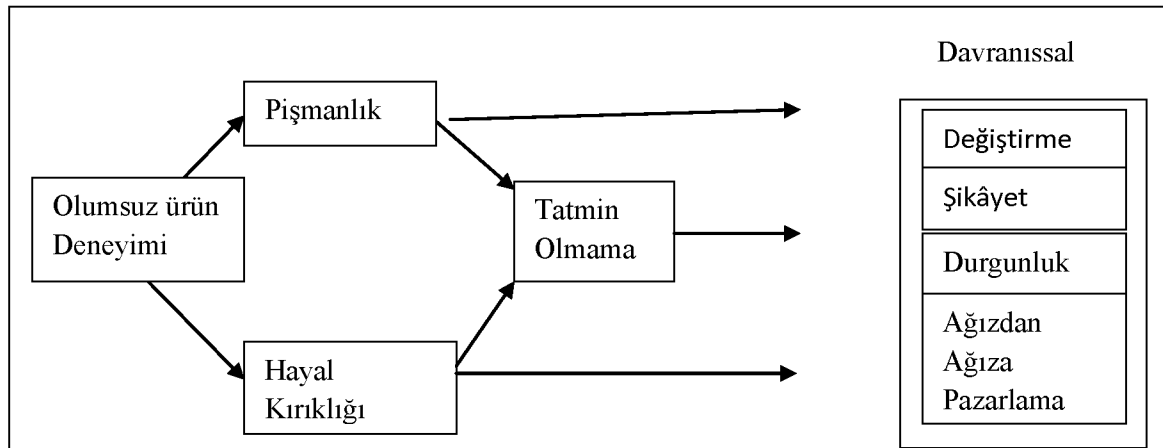 Davranıssal
Pişmanlık
Değiştirme
Olumsuz ürün
Deneyimi
Tatmin
Olmama
Şikâyet
Durgunluk
Hayal
Kırıklığı
Ağızdan
Ağıza
Pazarlama